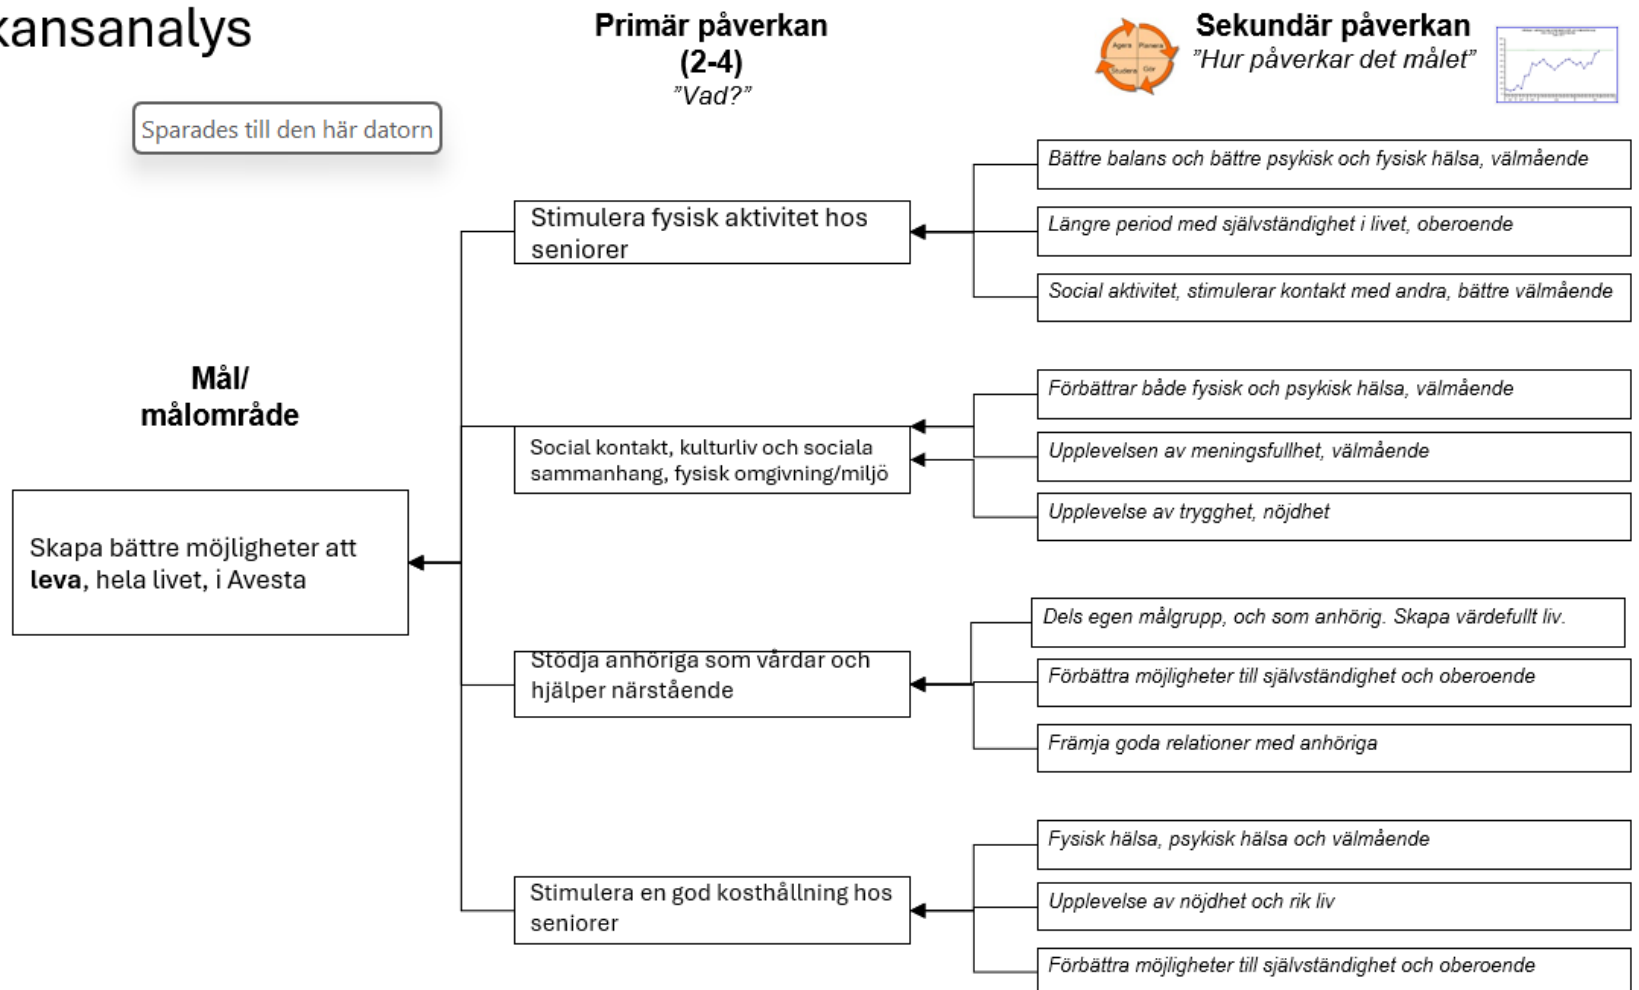 kansanalys
Primär påverkan
(2-4)
"Vad?"
Agera
Planera
Studera
Gör
Sekundär påverkan
"Hur påverkar det målet"
Sparades till den här datorn
Mål/
målområde
Skapa bättre möjligheter att
leva, hela livet, i Avesta
Stimulera fysisk aktivitet hos
seniorer
Bättre balans och bättre psykisk och fysisk hälsa, välmående
Längre period med självständighet i livet, oberoende
Social aktivitet, stimulerar kontakt med andra, bättre välmående
Social kontakt, kulturliv och sociala
sammanhang, fysisk omgivning/miljö
Förbättrar både fysisk och psykisk hälsa, välmående
Upplevelsen av meningsfullhet, välmående
Upplevelse av trygghet, nöjdhet
Stödja anhöriga som vårdar och
hjälper närstående
Dels egen målgrupp, och som anhörig. Skapa värdefullt liv.
Förbättra möjligheter till självständighet och oberoende
Främja goda relationer med anhöriga
Stimulera en god kosthållning hos
seniorer
Fysisk hälsa, psykisk hälsa och välmående
Upplevelse av nöjdhet och rik liv
Förbättra möjligheter till självständighet och oberoende